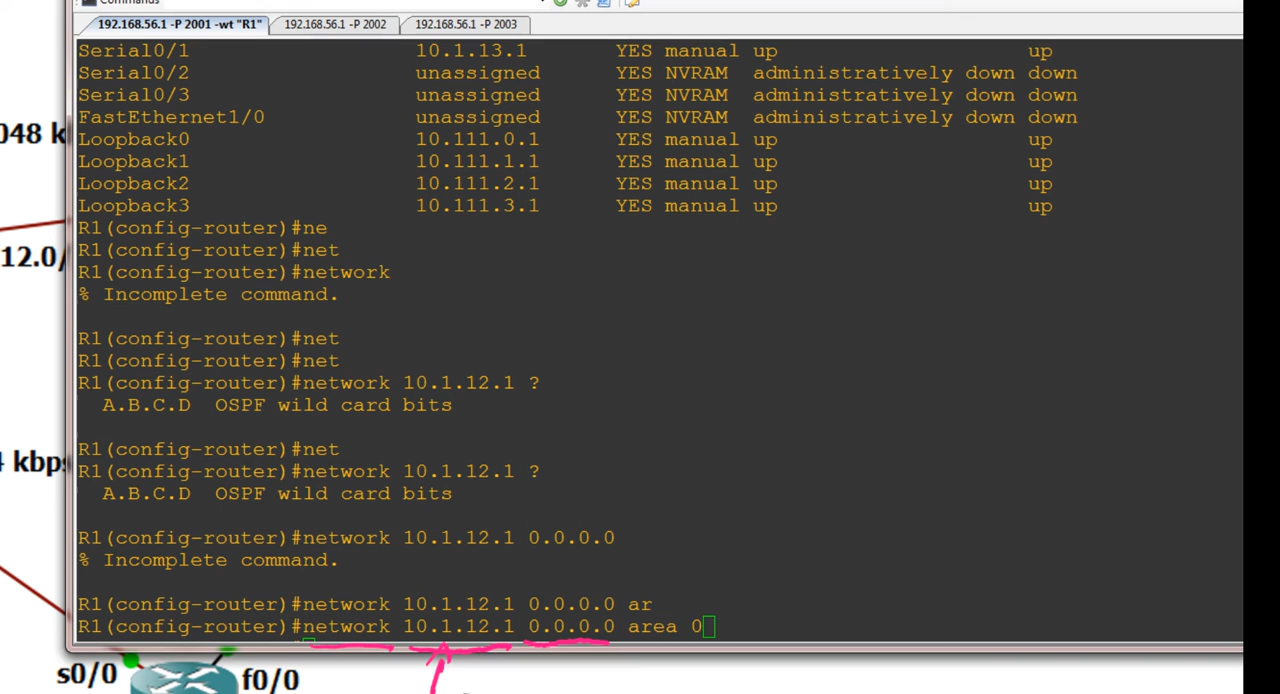 Commands
192.168.56.1 -P 2001 -wt "R1" 192.168.56.1 -P 2002 192.168.56.1 -P 2003
Serial0/1 10.1.13.1 YES manual up up
Serial0/2 unassigned YES NVRAM administratively down down
Serial0/3 unassigned YES NVRAM administratively down down
FastEthernet1/0 unassigned YES NVRAM administratively down down
048 k
Loopback0 10.111.0.1 YES manual up up
Loopback1 10.111.1.1 YES manual up up
Loopback2 10.111.2.1 YES manual up up
Loopback3 10.111.3.1 YES manual up up
R1(config-router)#ne
12.0/
R1(config-router)#net
R1(config-router)#network
% Incomplete command.
R1(config-router)#net
R1(config-router)#net
R1(config-router)#network 10.1.12.1 ?
A.B.C.D OSPF wild card bits
R1(config-router)#net
4 kbps
R1(config-router)#network 10.1.12.1 ?
A.B.C.D OSPF wild card bits
R1(config-router)#network 10.1.12.1 0.0.0.0
% Incomplete command.
R1(config-router)#network 10.1.12.1 0.0.0.0 ar
R1(config-router)#network 10.1.12.1 0.0.0.0 area 0
s0/0 f0/0